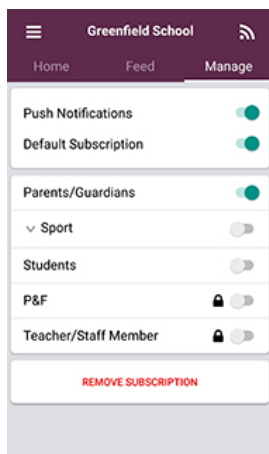 Greenfield School
Home Feed Manage
Push Notifications
Default Subscription
Parents/Guardians
Sport
Students
P&F
Teacher/Staff Member
REMOVE SUBSCRIPTION